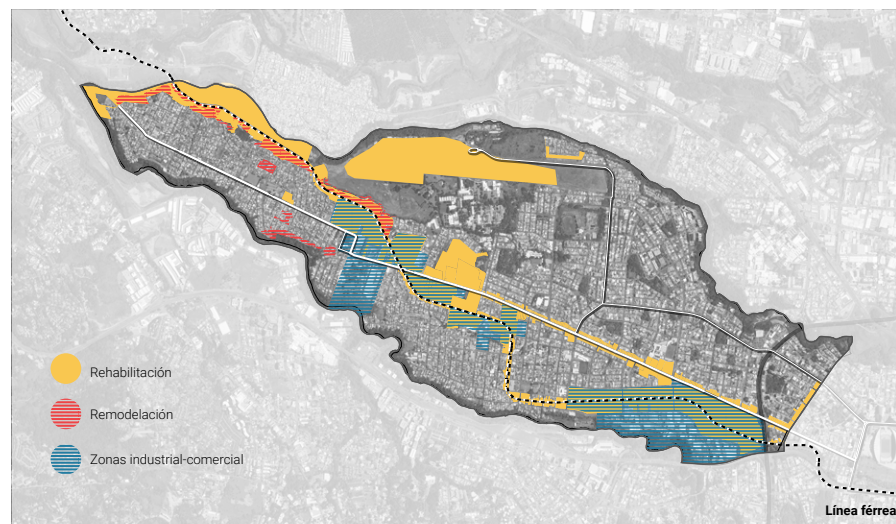 Rehabilitación
Remodelación
Zonas industrial-comercial
Línea férrea